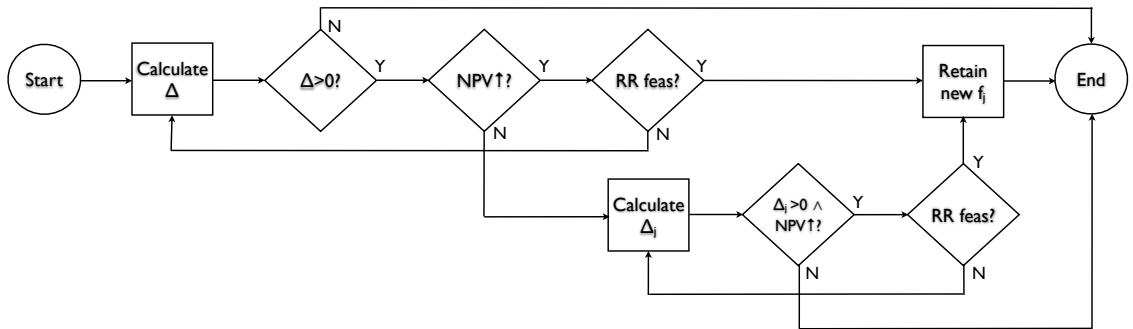 N
Start
Calculate
Δ
Δ>0?
Y
NPV↑?
Y
RR feas?
Y
Retain
new fj
End
N
N
Calculate
Δj
Δj >0 ∧
NPV↑?
Y
RR feas?
Y
N
N